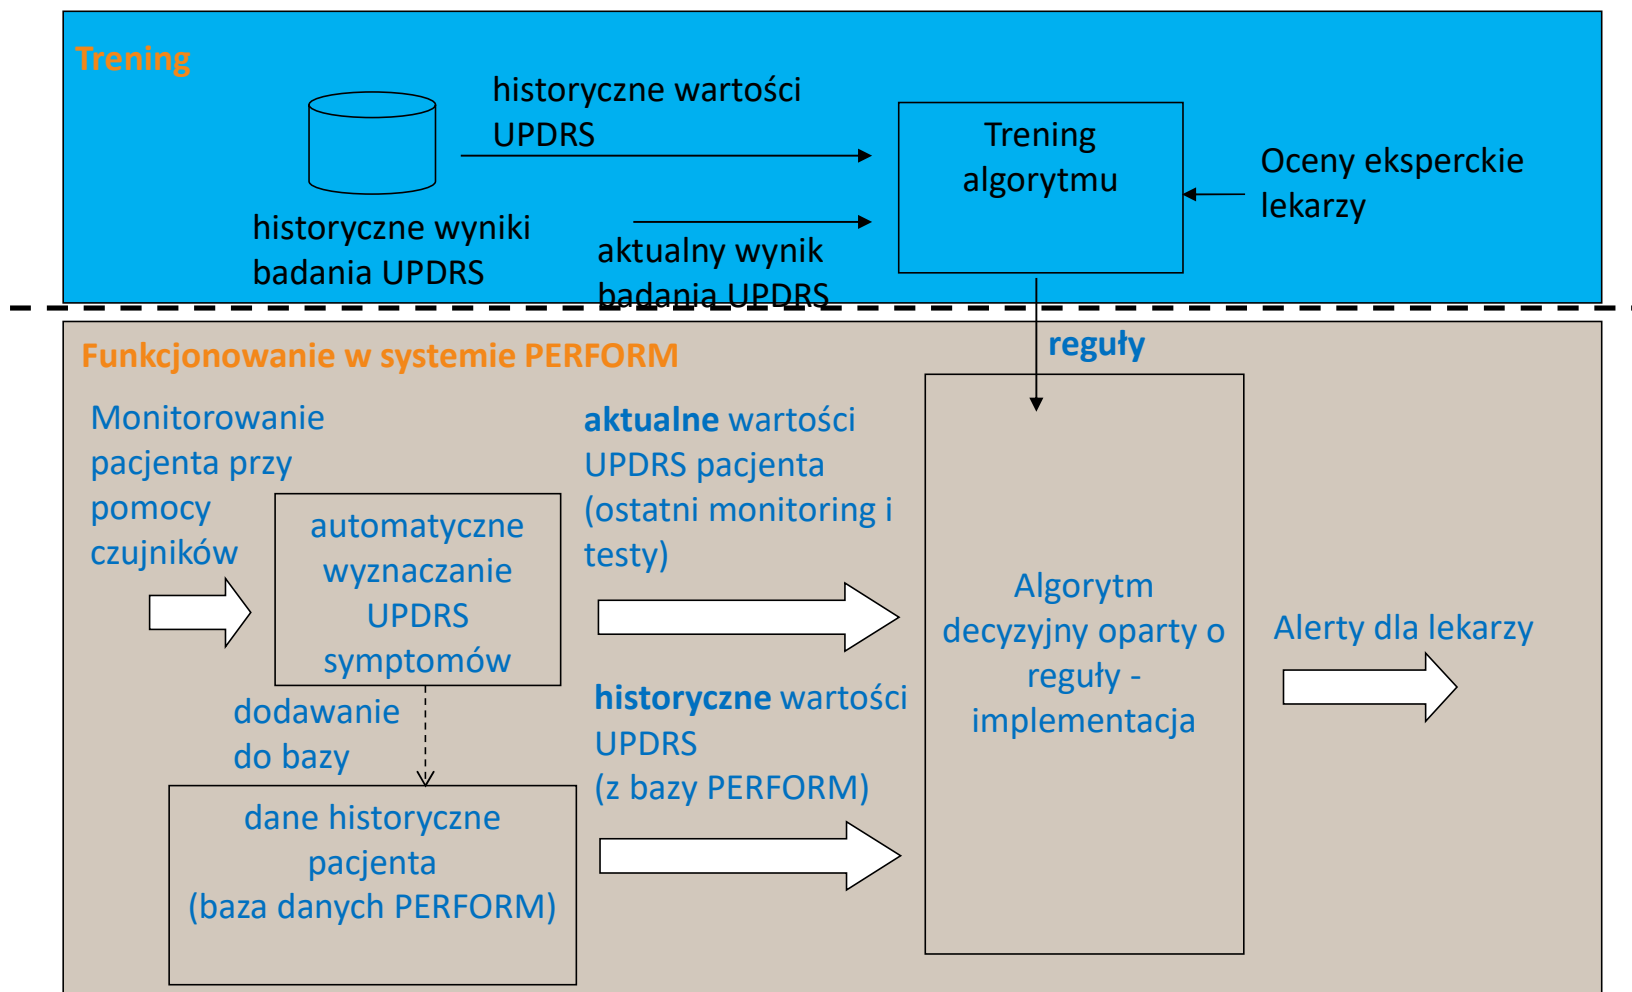 Trening
historyczne wartości
UPDRS
historyczne wyniki
badania UPDRS
aktualny wynik
badania UPDRS
Trening
algorytmu
Oceny eksperckie
lekarzy
reguły
Funkcjonowanie w systemie PERFORM
Monitorowanie
pacjenta przy
pomocy
czujników
automatyczne
wyznaczanie
UPDRS
symptomów
dodawanie
do bazy
dane historyczne
pacjenta
(baza danych PERFORM)
aktualne wartości
UPDRS pacjenta
(ostatni monitoring i
testy)
historyczne wartości
UPDRS
(z bazy PERFORM)
Algorytm
decyzyjny oparty o
reguły -
implementacja
Alerty dla lekarzy